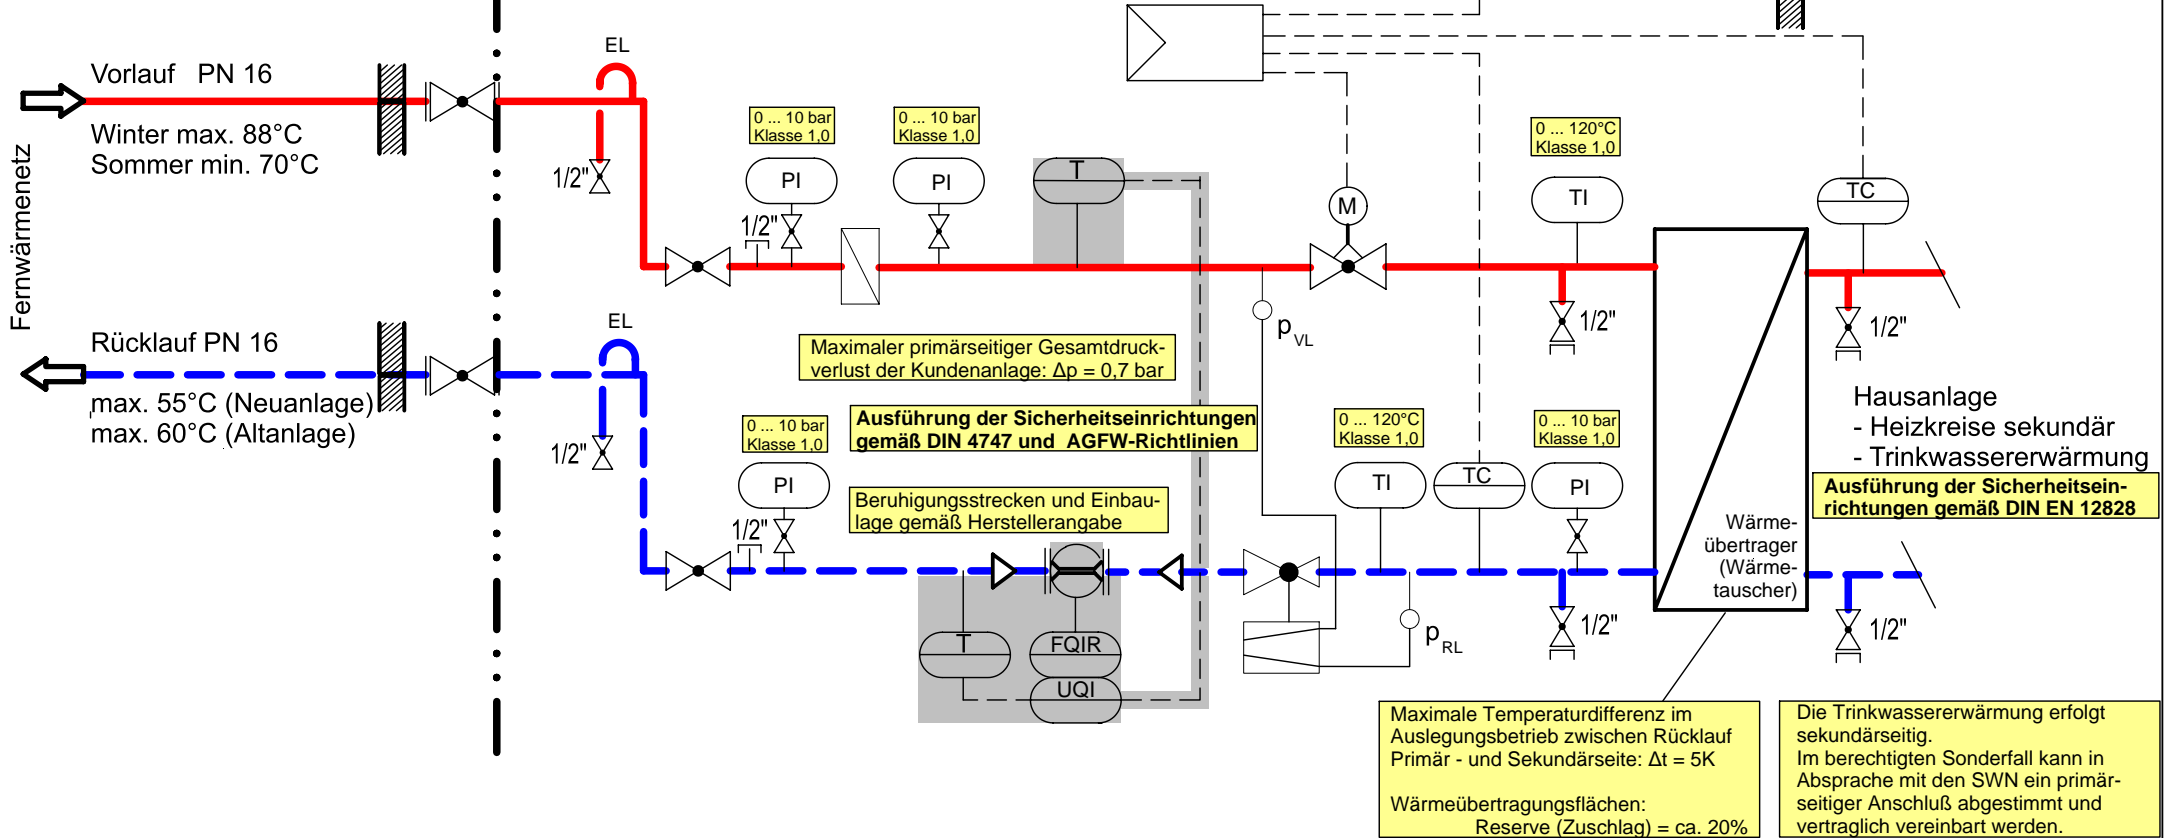 Fernwärmenetz
Vorlauf PN 16
Winter max. 88°C
Sommer min. 70°C
EL
1/2"
0 ... 10 bar
Klasse 1,0
PI
1/2"
0 ... 10 bar
Klasse 1,0
PI
T
M
0 ... 120°C
Klasse 1,0
TI
TC
1/2"
1/2"
pVL
Rücklauf PN 16
max. 55°C (Neuanlage)
max. 60°C (Altanlage)
EL
1/2"
Maximaler primärseitiger Gesamtdruck-
verlust der Kundenanlage: Δp = 0,7 bar
0 ... 10 bar
Klasse 1,0
PI
1/2"
Ausführung der Sicherheitseinrichtungen
gemäß DIN 4747 und AGFW-Richtlinien
Beruhigungsstrecken und Einbau-
lage gemäß Herstellerangabe
0 ... 120°C
Klasse 1,0
TI
TC
0 ... 10 bar
Klasse 1,0
PI
Hausanlage
- Heizkreise sekundär
- Trinkwassererwärmung
Ausführung der Sicherheitsein-
richtungen gemäß DIN EN 12828
Wärme-
übertrager
(Wärme-
tauscher)
T
FQIR
UQI
pRL
1/2"
1/2"
Maximale Temperaturdifferenz im
Auslegungsbetrieb zwischen Rücklauf
Primär - und Sekundärseite: Δt = 5K
Wärmeübertragungsflächen:
Reserve (Zuschlag) = ca. 20%
Die Trinkwassererwärmung erfolgt
sekundärseitig.
Im berechtigten Sonderfall kann in
Absprache mit den SWN ein primär-
seitiger Anschluß abgestimmt und
vertraglich vereinbart werden.